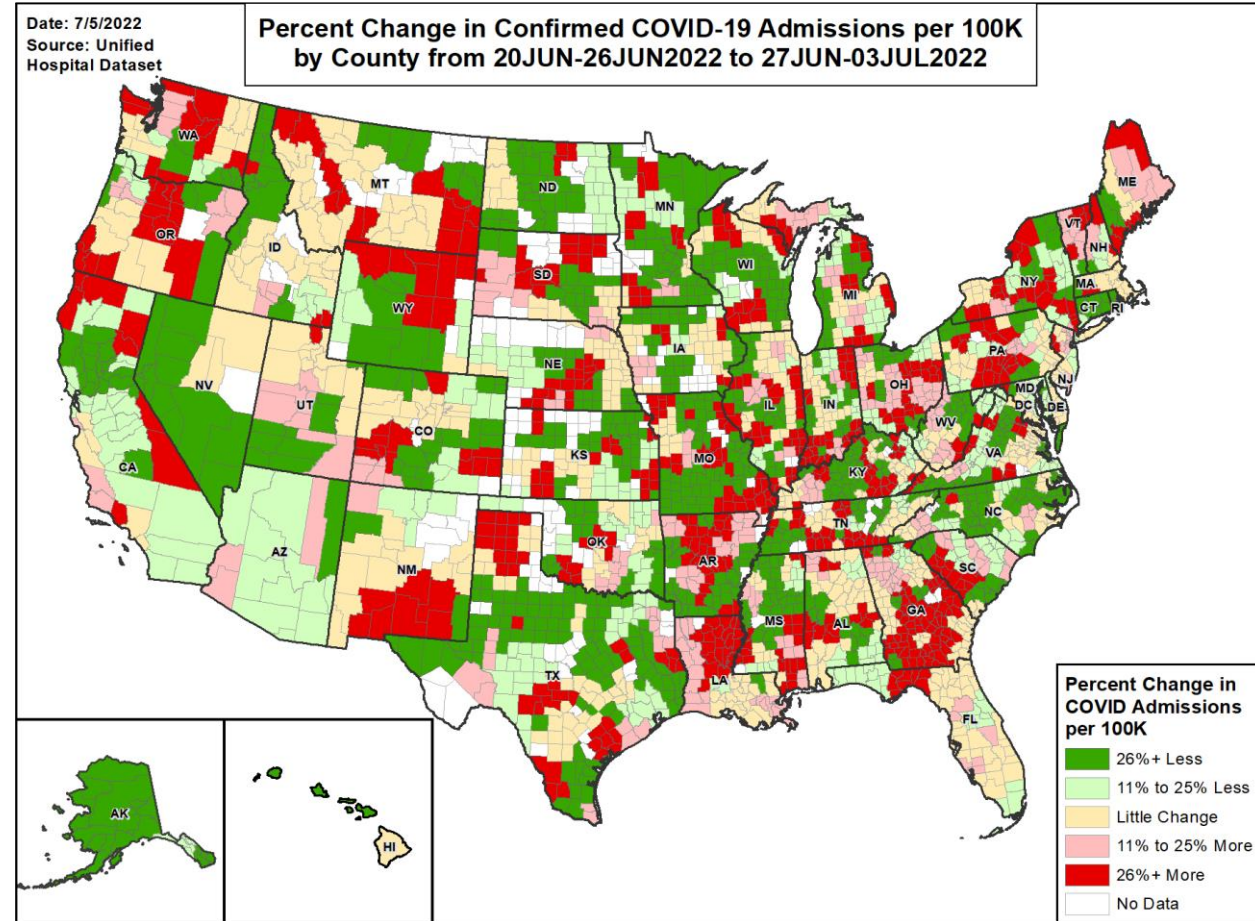 Date: 7/5/2022
Source: Unified
Hospital Dataset
Percent Change in Confirmed COVID-19 Admissions per 100K
by County from 20JUN-26JUN2022 to 27JUN-03JUL2022
WA
MT
ND
MN
ME
OR
ID
SD
WI
VT
NH
WY
MI
NY
MA
CT
RI
NV
NE
IA
PA
NJ
UT
CO
IL
IN
OH
MD
DC
DE
WV
CA
KS
MO
KY
VA
AZ
NM
OK
AR
TN
NC
SC
TX
LA
MS
AL
GA
FL
AK
HI
Percent Change in
COVID Admissions
per 100K
26%+ Less
11% to 25% Less
Little Change
11% to 25% More
26%+ More
No Data